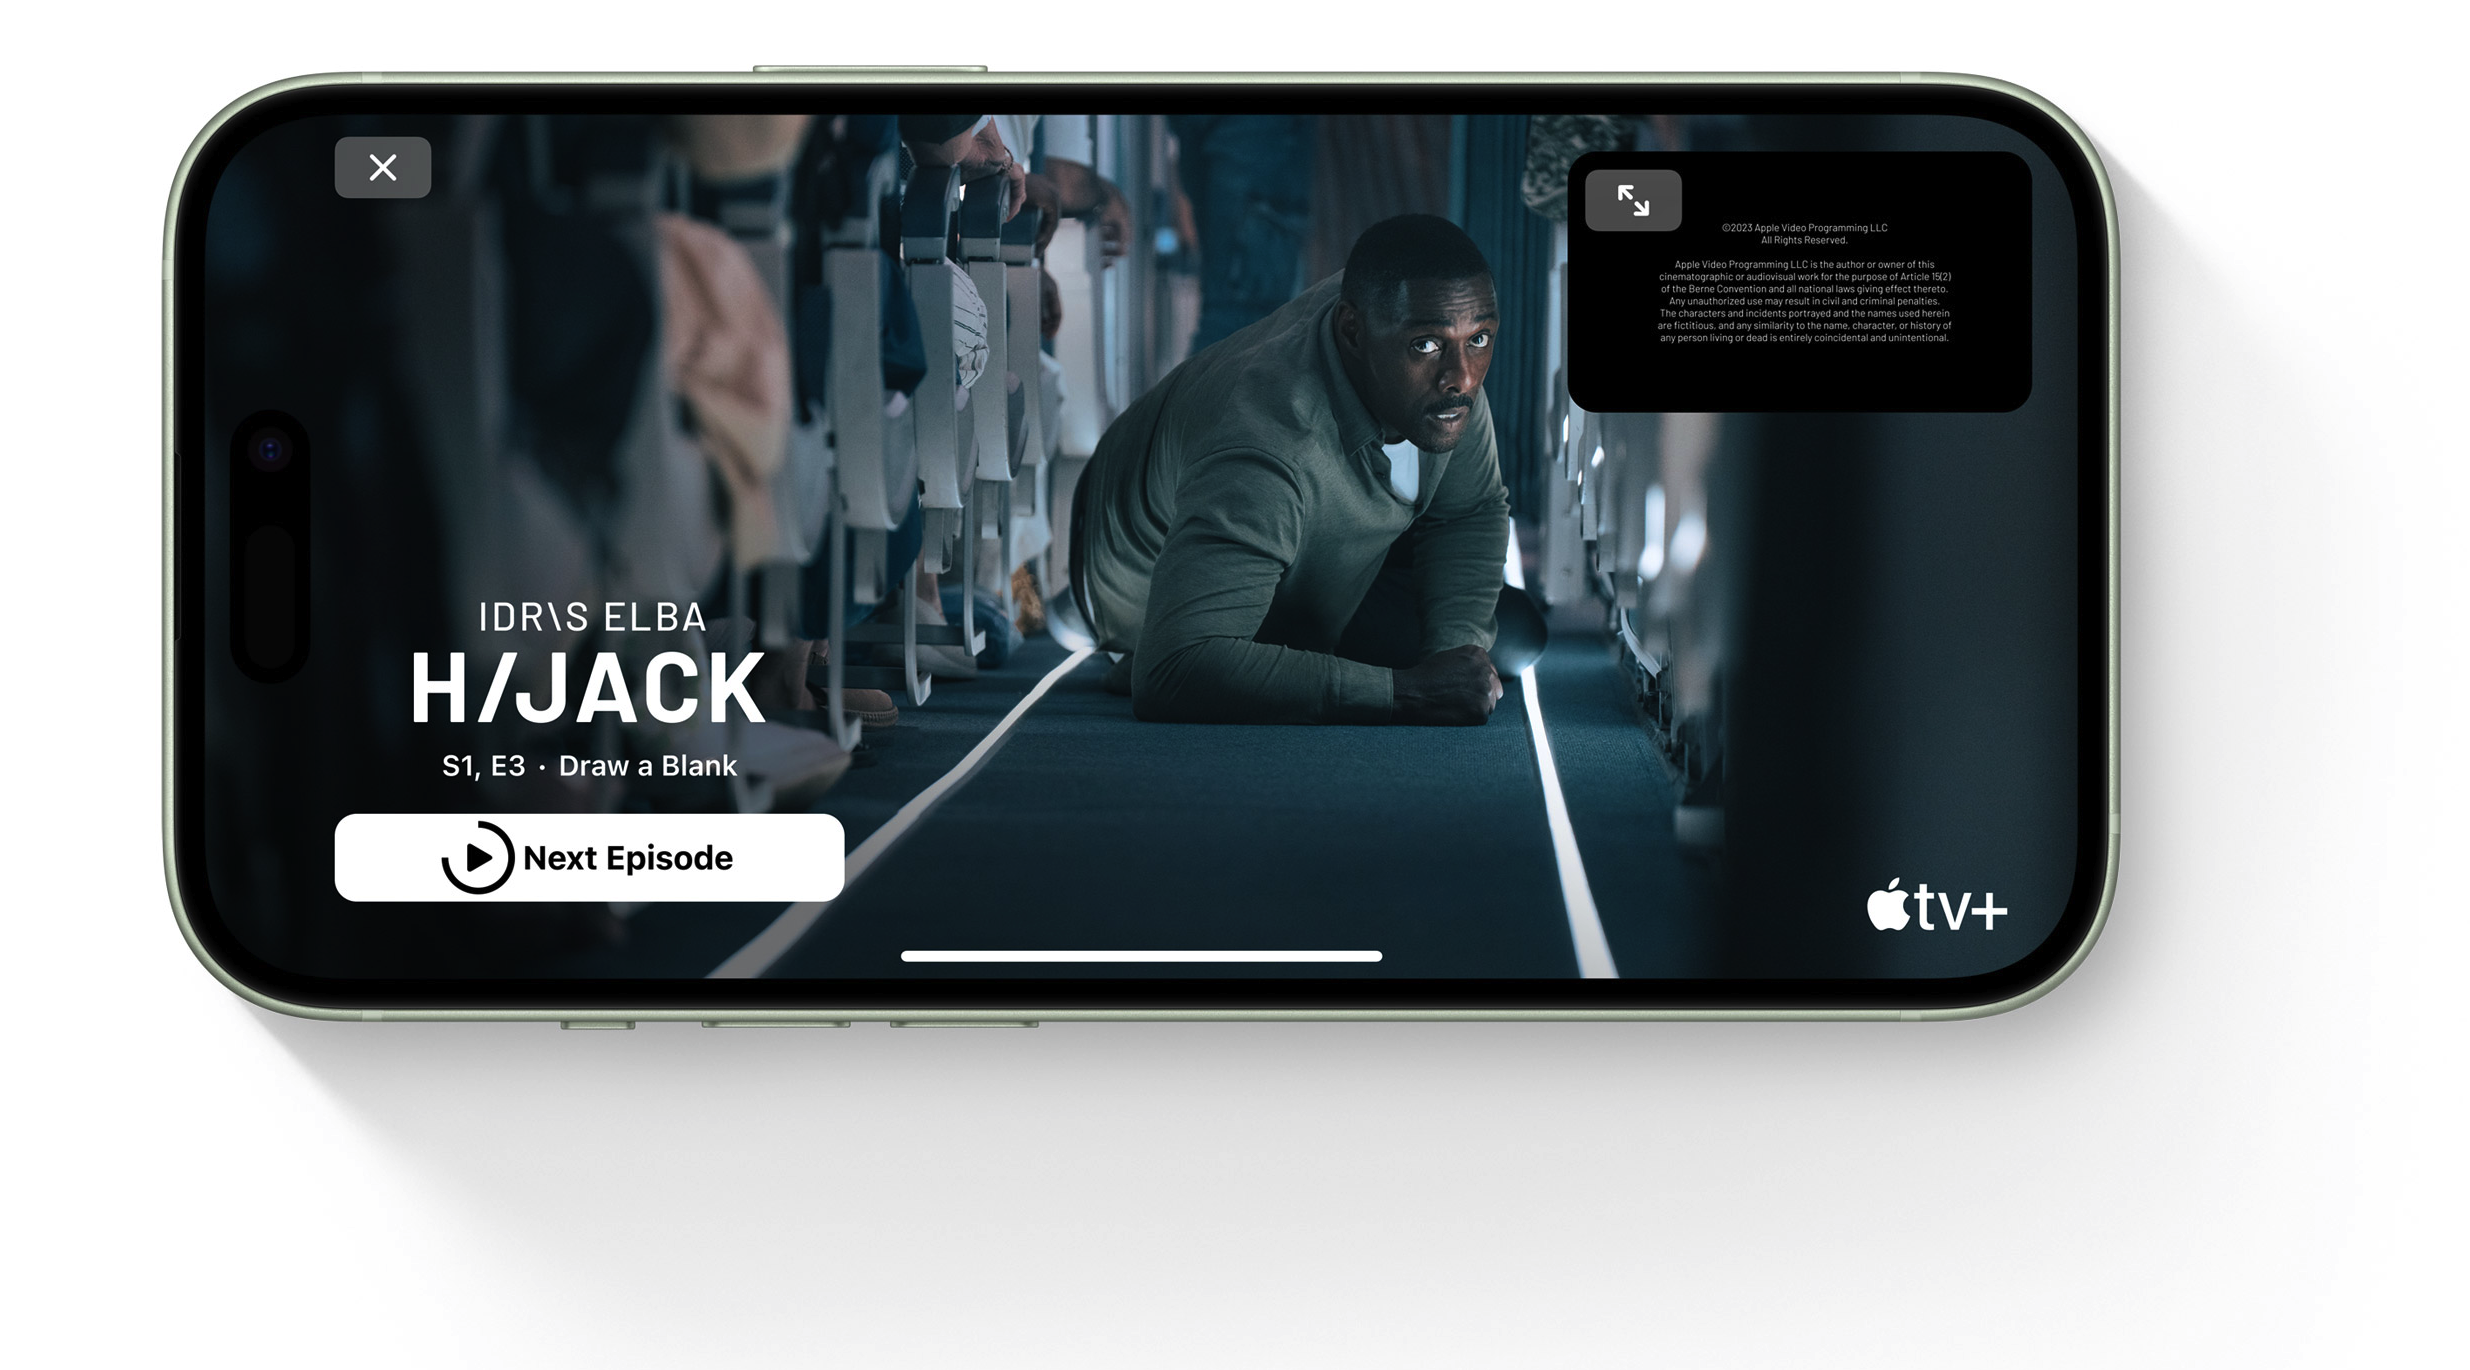 ©2023 Apple Video Programming LLC
All Rights Reserved.
Apple Video Programming LLC is the author or owner of this
cinematographic or audiovisual work for the purpose of Article 15(2)
of the Berne Convention and all national laws giving effect thereto.
Any unauthorized use may result in civil and criminal penalties.
The characters and incidents portrayed and the names used herein
are fictitious, and any similarity to the name, character, or history of
any person living or dead is entirely coincidental and unintentional.
IDR\S ELBA
H/JACK
S1, E3 · Draw a Blank
Next Episode
tv+